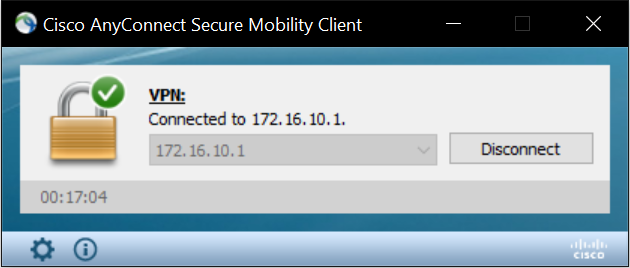 Cisco AnyConnect Secure Mobility Client
VPN:
Connected to 172.16.10.1.
172.16.10.1
Disconnect
00:17:04
CISCO